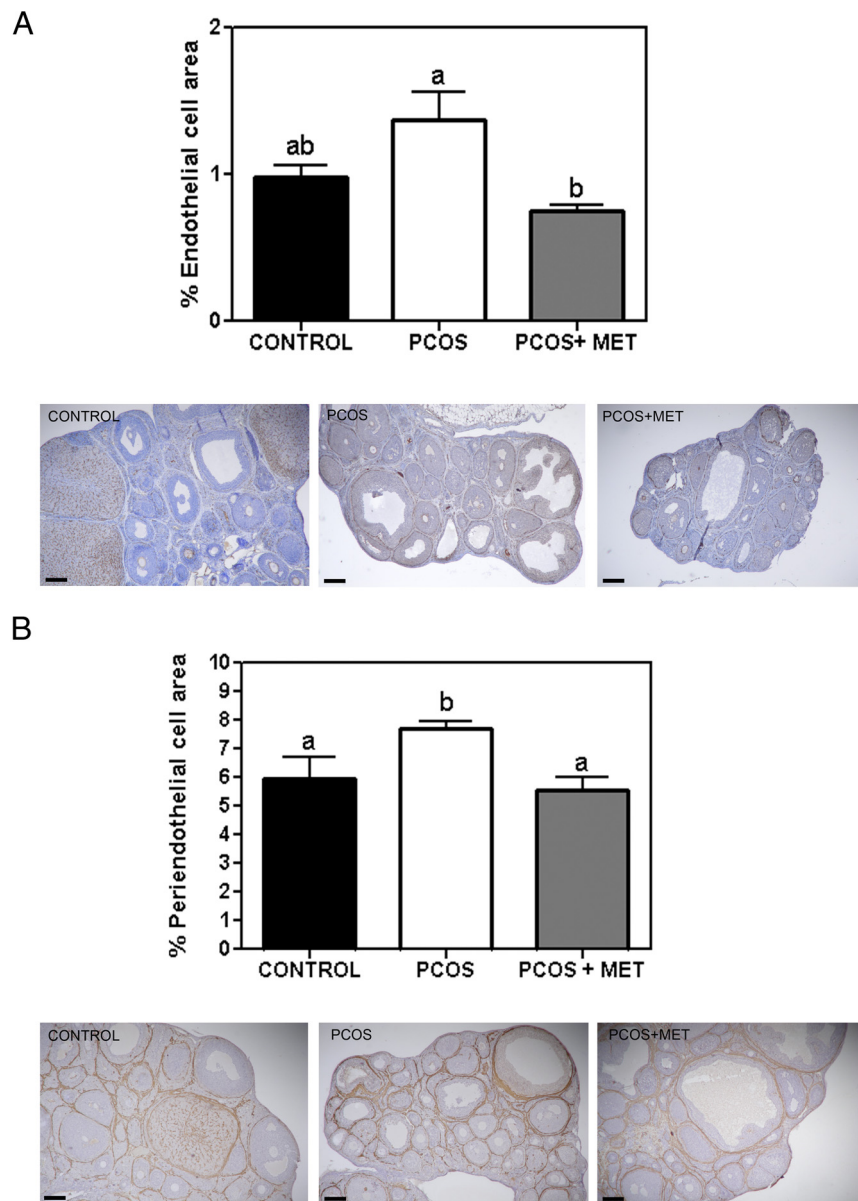 A
% Endothelial cell area
2
1
0
ab
a
b
CONTROL
PCOS
PCOS+ MET
CONTROL
PCOS
PCOS+MET
B
% Periendothelial cell area
10
9
8
7
6
5
4
3
2
1
0
a
b
a
CONTROL
PCOS
PCOS + MET
CONTROL
PCOS
PCOS+MET